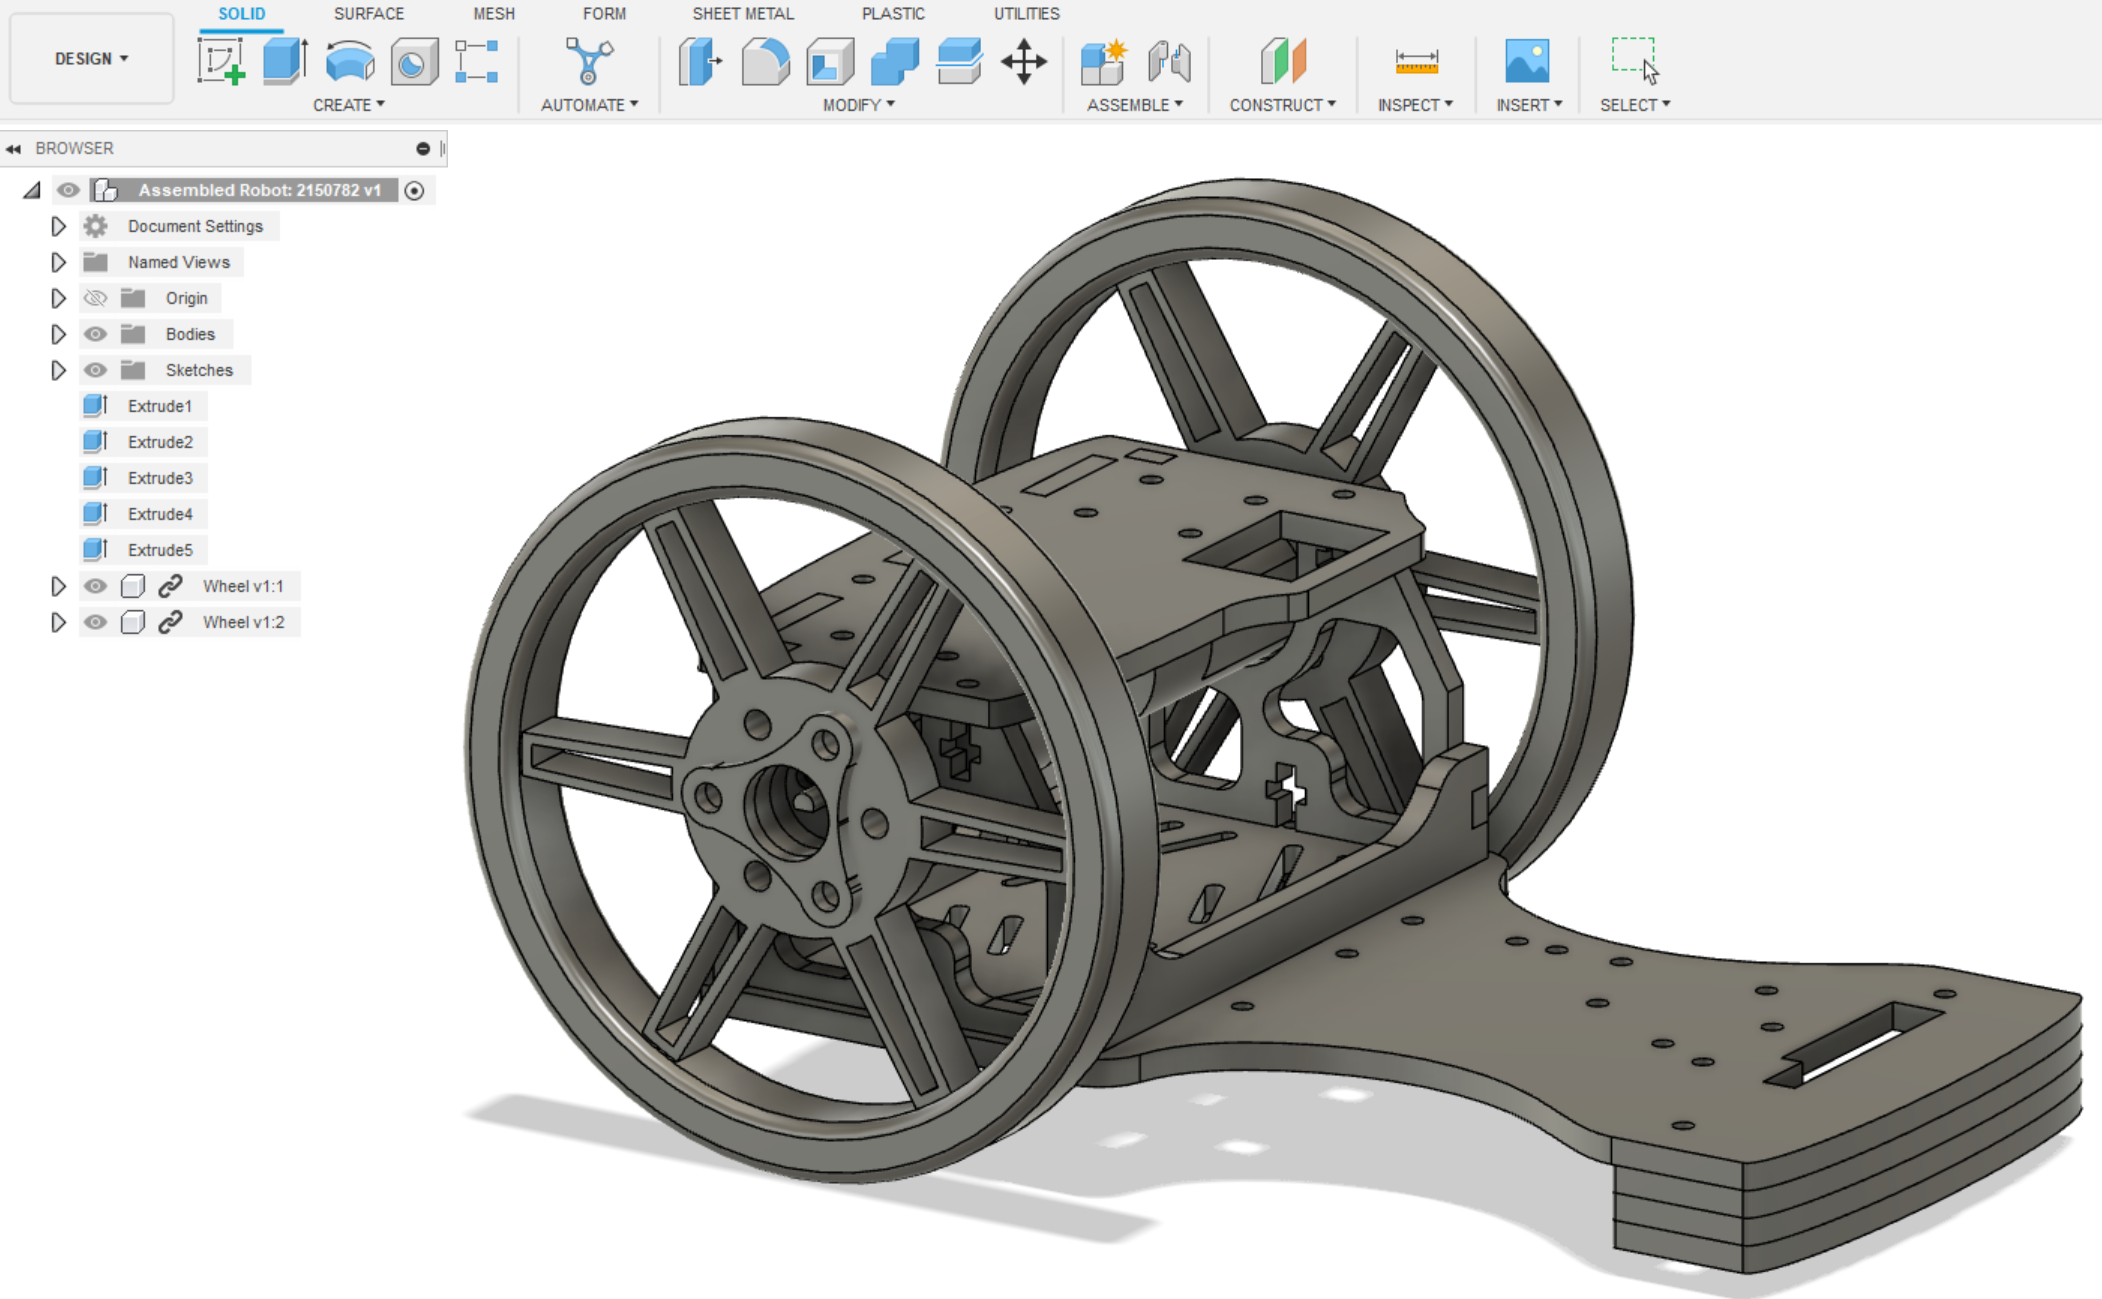 SOLID SURFACE MESH FORM SHEET METAL PLASTIC UTILITIES
DESIGN
CREATE AUTOMATE MODIFY ASSEMBLE CONSTRUCT INSPECT INSERT SELECT
BROWSER
Assembled Robot: 2150782 v1
Document Settings
Named Views
Origin
Bodies
Sketches
Extrude1
Extrude2
Extrude3
Extrude4
Extrude5
Wheel v1:1
Wheel v1:2